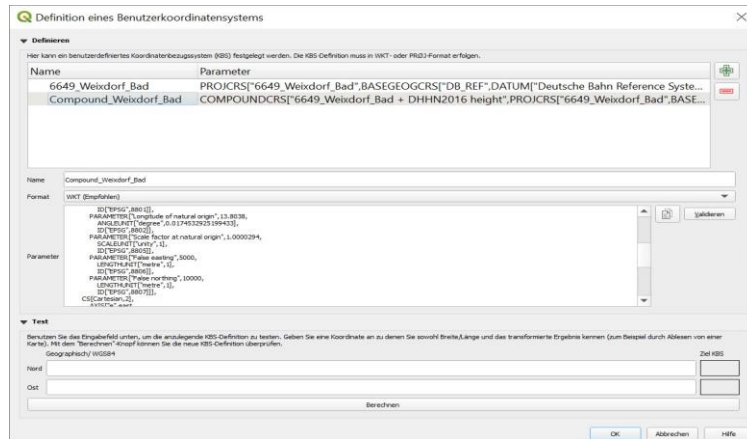 Definition eines Benutzerkoordinatensystems
Definieren
Hier kann ein benutzerdefiniertes Koordinatenbezugssystem (KBS) festgelegt werden. Die KBS-Definition muss in WKT- oder PROJ-Format erfolgen.
Name Parameter
6649_Weixdorf_Bad PROJCRS["6649_Weixdorf_Bad",BASEGEOGCRS["DB_REF",DATUM["Deutsche Bahn Reference Syste...
Compound_Weixdorf_Bad COMPOUNDCRS["6649_Weixdorf_Bad + DHHN2016 height",PROJCRS["6649_Weixdorf_Bad",BASE...
Name Compound_Weixdorf_Bad
Format WKT (Empfohlen)
ID["EPSG",8801]],
PARAMETER["Longitude of natural origin",13.8038,
ANGLEUNIT["degree",0.0174532925199433],
ID["EPSG",8802]],
PARAMETER["Scale factor at natural origin",1.0000294,
SCALEUNIT["unity",1],
ID["EPSG",8805]],
PARAMETER["False easting",5000,
LENGTHUNIT["metre",1],
ID["EPSG",8806]],
PARAMETER["False northing",10000,
LENGTHUNIT["metre",1],
ID["EPSG",8807]]],
CS[Cartesian,2],
Parameter
Validieren
Test
Benutzen Sie das Eingabefeld unten, um die anzulegende KBS-Definition zu testen. Geben Sie eine Koordinate an zu denen Sie sowohl Breite/Länge und das transformierte Ergebnis kennen (zum Beispiel durch Ablesen von einer
Karte). Mit dem "Berechnen"-Knopf können Sie die neue KBS-Definition überprüfen.
Geographisch/ WGS84 Ziel KBS
Nord
Ost
Berechnen
OK Abbrechen Hilfe